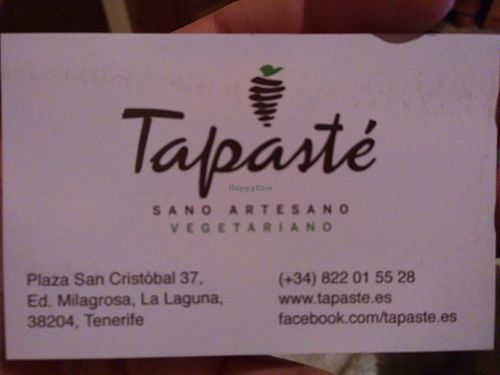 Tapasté
HappyCow
SANO ARTESANO
VEGETARIANO
Plaza San Cristóbal 37,
Ed. Milagrosa, La Laguna,
38204, Tenerife
(+34) 822 01 55 28
www.tapaste.es
facebook.com/tapaste.es